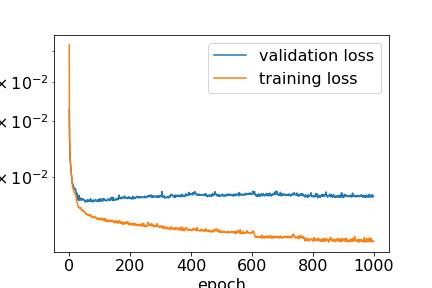 validation loss
training loss
× 10⁻²
× 10⁻²
× 10⁻²
0 200 400 600 800 1000
epoch